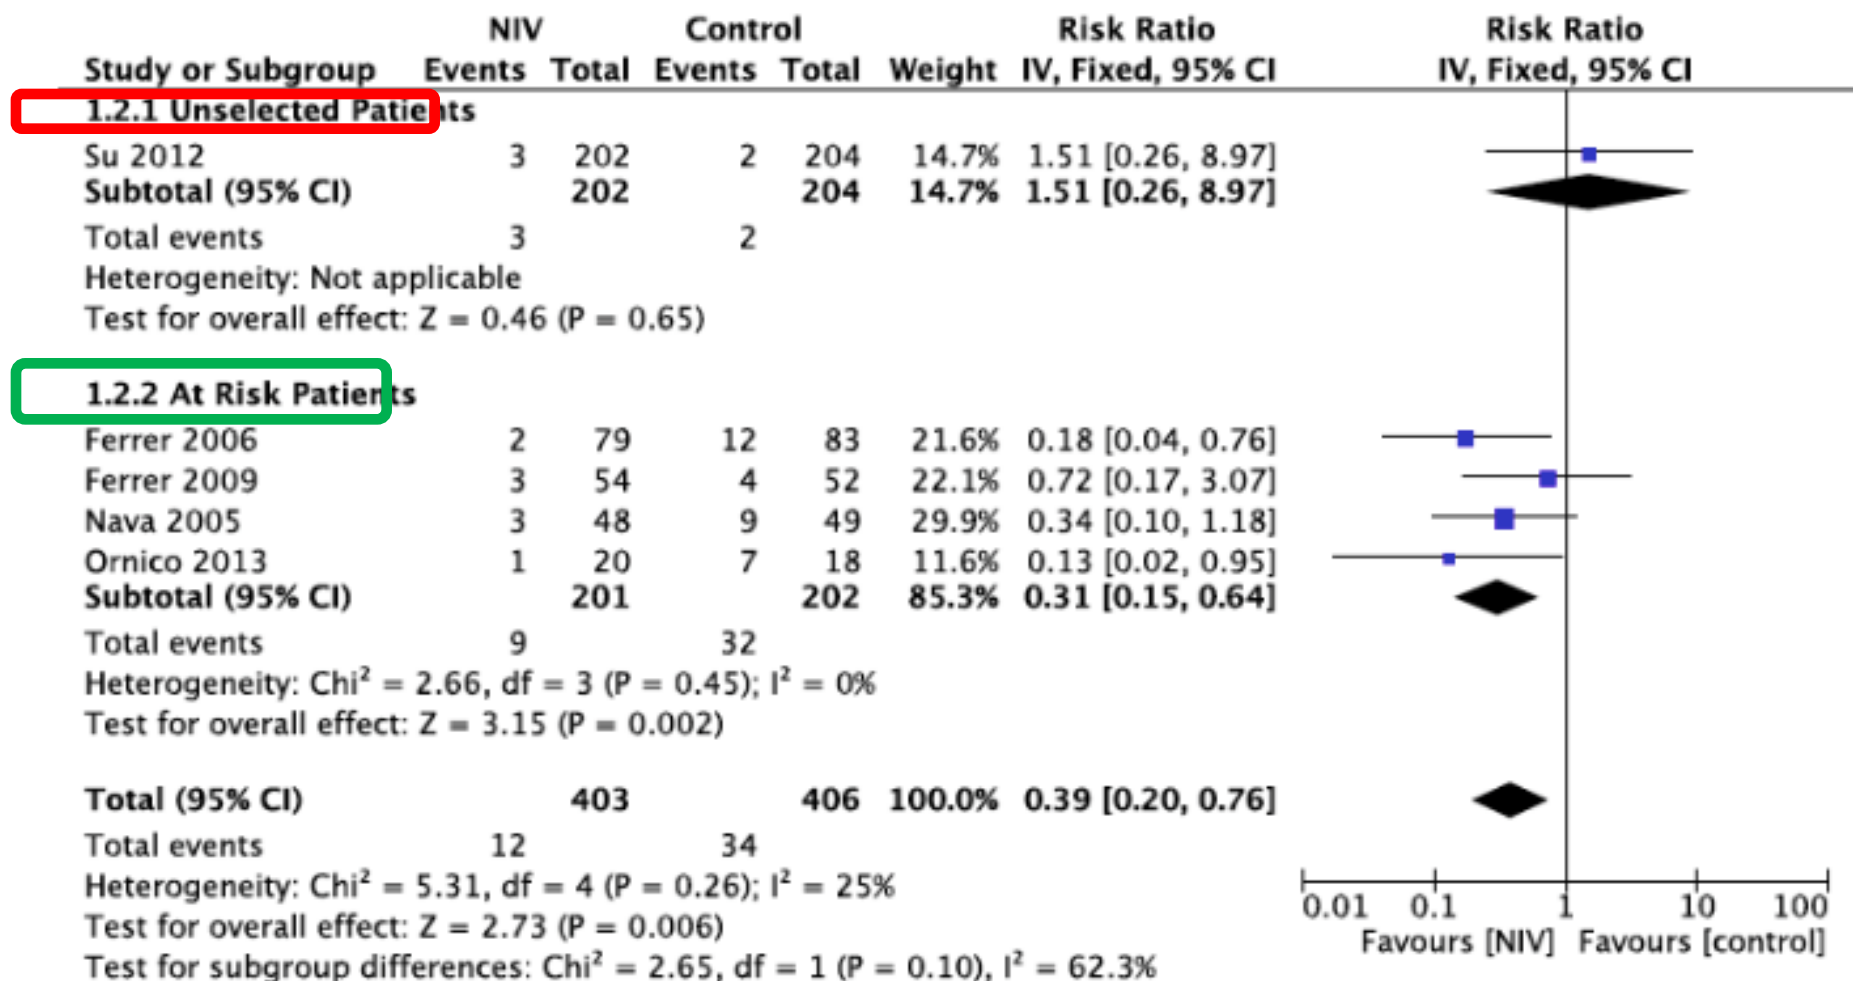 NIV Control Risk Ratio Risk Ratio
Study or Subgroup Events Total Events Total Weight IV, Fixed, 95% CI IV, Fixed, 95% CI
1.2.1 Unselected Patients
Su 2012 3 202 2 204 14.7% 1.51 [0.26, 8.97]
Subtotal (95% CI) 202 204 14.7% 1.51 [0.26, 8.97]
Total events 3 2
Heterogeneity: Not applicable
Test for overall effect: Z = 0.46 (P = 0.65)
1.2.2 At Risk Patients
Ferrer 2006 2 79 12 83 21.6% 0.18 [0.04, 0.76]
Ferrer 2009 3 54 4 52 22.1% 0.72 [0.17, 3.07]
Nava 2005 3 48 9 49 29.9% 0.34 [0.10, 1.18]
Ornico 2013 1 20 7 18 11.6% 0.13 [0.02, 0.95]
Subtotal (95% CI) 201 202 85.3% 0.31 [0.15, 0.64]
Total events 9 32
Heterogeneity: Chi² = 2.66, df = 3 (P = 0.45); I² = 0%
Test for overall effect: Z = 3.15 (P = 0.002)
Total (95% CI) 403 406 100.0% 0.39 [0.20, 0.76]
Total events 12 34
Heterogeneity: Chi² = 5.31, df = 4 (P = 0.26); I² = 25%
Test for overall effect: Z = 2.73 (P = 0.006)
Test for subgroup differences: Chi² = 2.65, df = 1 (P = 0.10), I² = 62.3%
0.01 0.1 1 10 100
Favours [NIV] Favours [control]